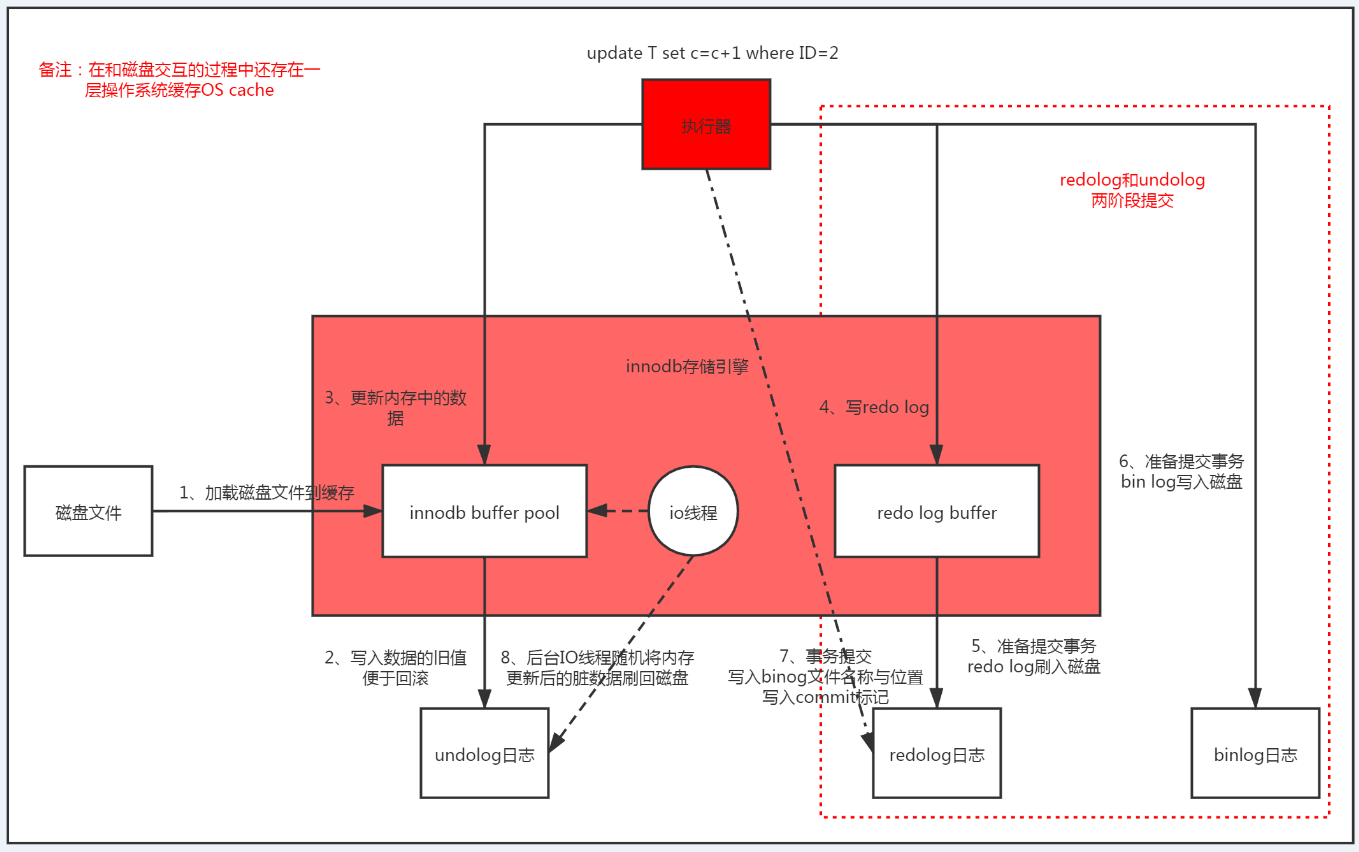 update T set c=c+1 where ID=2
备注：在和磁盘交互的过程中还存在一
层操作系统缓存OS cache
执行器
redolog和undolog
两阶段提交
innodb存储引擎
3、更新内存中的数
据
4、写redo log
6、准备提交事务
bin log写入磁盘
1、加载磁盘文件到缓存
磁盘文件
innodb buffer pool
io线程
redo log buffer
2、写入数据的旧值
便于回滚
8、后台IO线程随机将内存
更新后的脏数据刷回磁盘
7、事务提交
写入binog文件名称与位置
写入commit标记
5、准备提交事务
redo log刷入磁盘
undolog日志
redolog日志
binlog日志